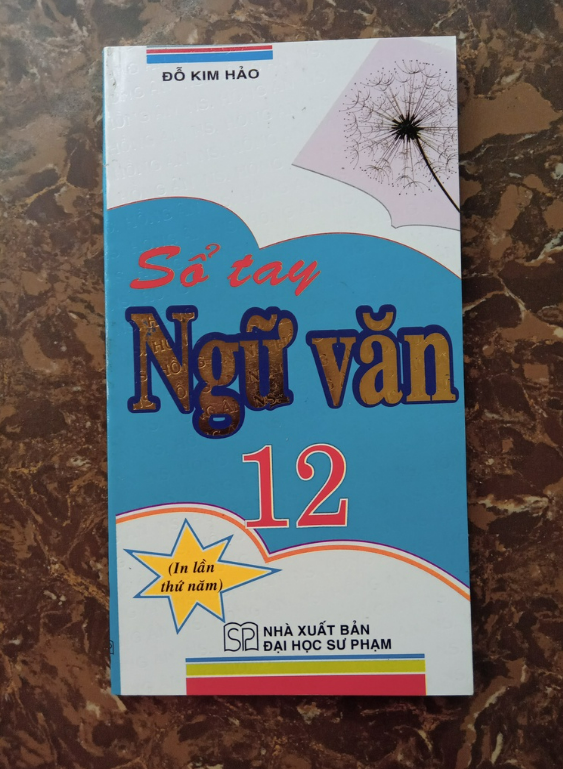 ĐỖ KIM HẢO
Sổ tay
Ngữ văn
12
(In lần
thứ năm)
NHÀ XUẤT BẢN
ĐẠI HỌC SƯ PHẠM